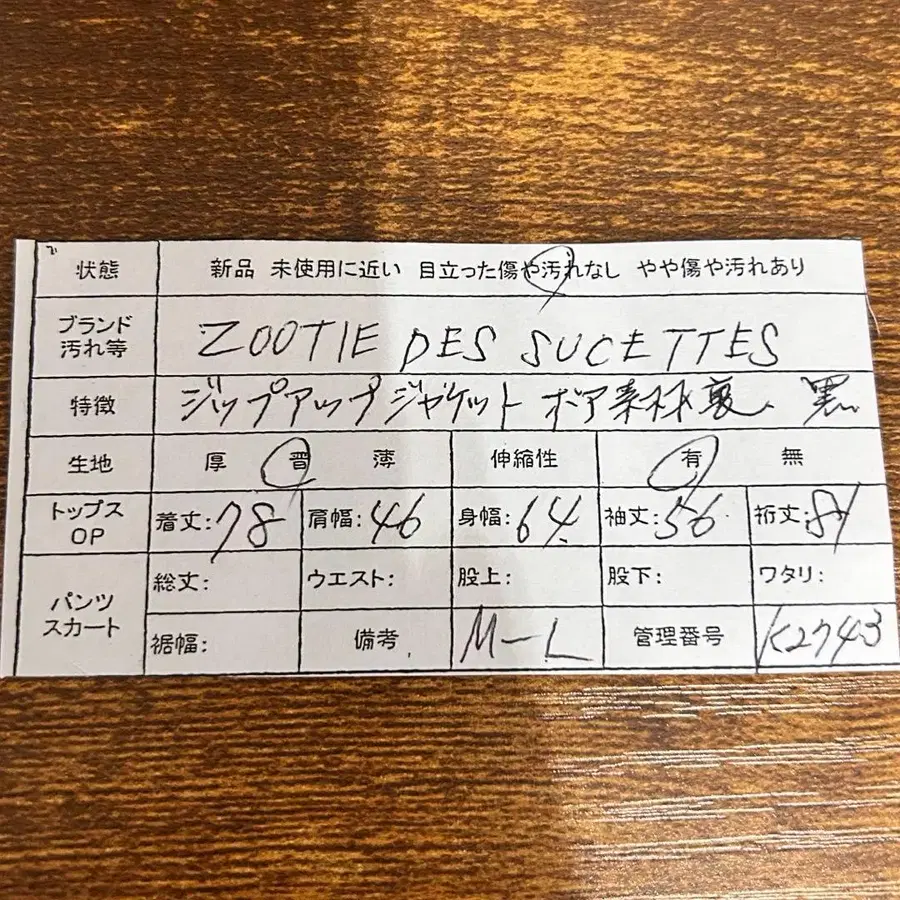 状態 新品 未使用に近い 目立った傷や汚れなし やや傷や汚れあり
ブランド 汚れ等 ZOOTIE DES SUCETTES
特徴 ジップアップジャケット ボア素材裏、黒
生地 厚 普 薄 伸縮性 有 無
トップス OP 着丈:78 肩幅:46 身幅:64 袖丈:56 裄丈:81
パンツ スカート 総丈: ウエスト: 股上: 股下: ワタリ:
裾幅: 備考 M-L 管理番号 K2743